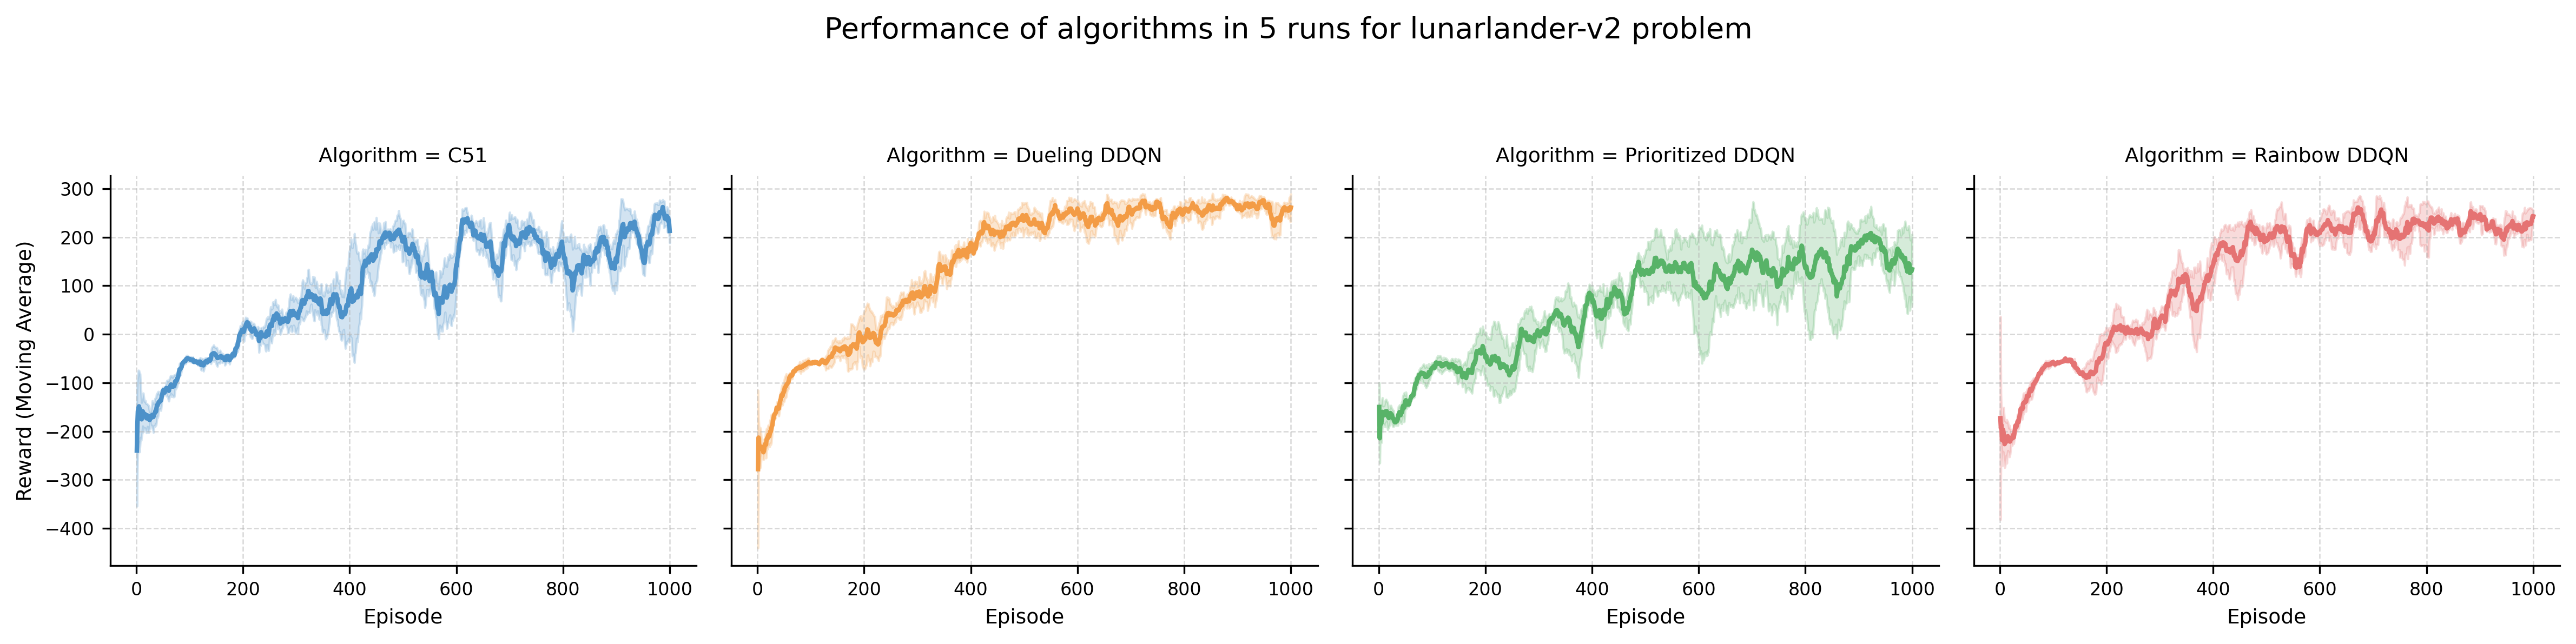 Performance of algorithms in 5 runs for lunarlander-v2 problem
Algorithm = C51
Algorithm = Dueling DDQN
Algorithm = Prioritized DDQN
Algorithm = Rainbow DDQN
Reward (Moving Average)
300
200
100
0
−100
−200
−300
−400
0 200 400 600 800 1000
0 200 400 600 800 1000
0 200 400 600 800 1000
0 200 400 600 800 1000
Episode
Episode
Episode
Episode